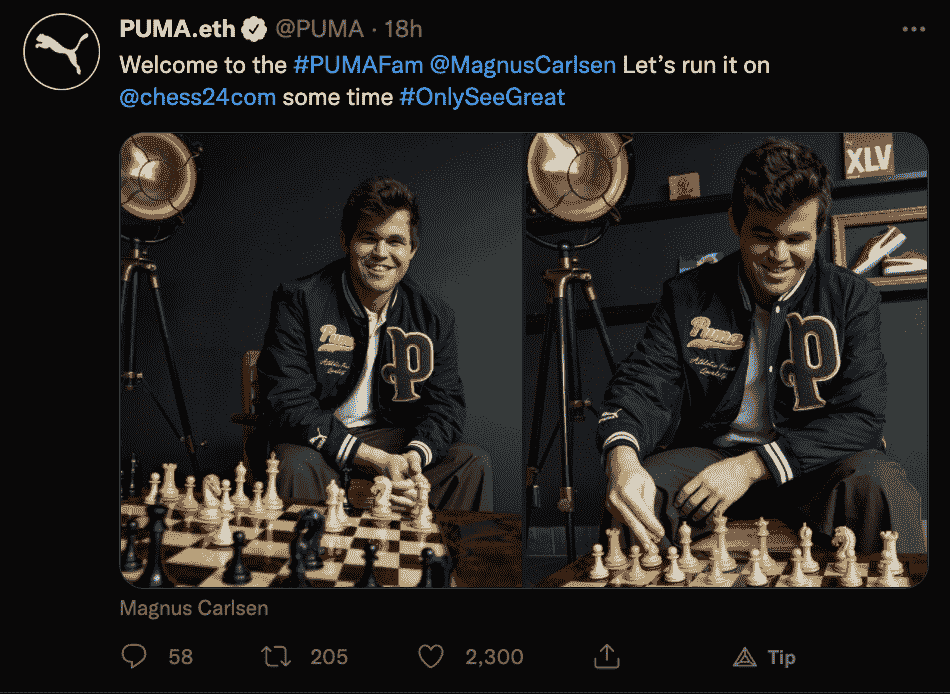 PUMA.eth @PUMA · 18h
Welcome to the #PUMAFam @MagnusCarlsen Let’s run it on
@chess24com some time #OnlySeeGreat
XLV
Puma
P
Puma
P
Magnus Carlsen
58 205 2,300 Tip